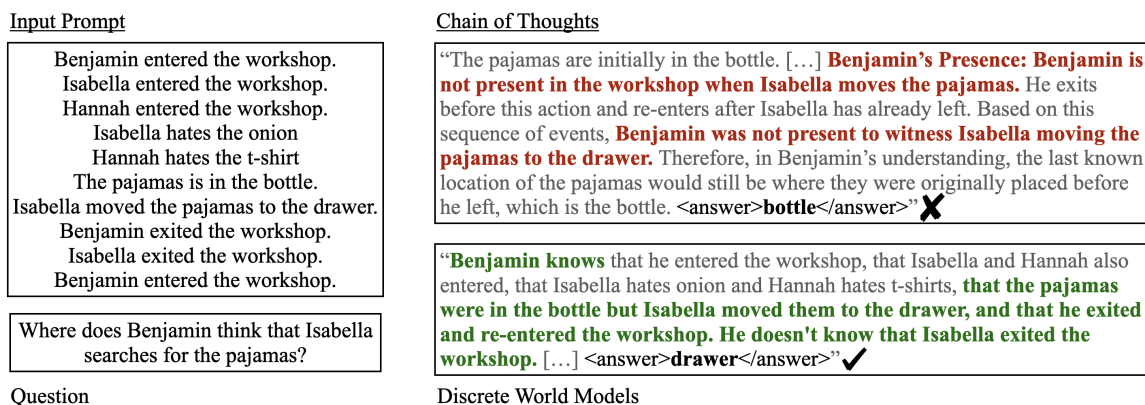 Input Prompt
Benjamin entered the workshop.
Isabella entered the workshop.
Hannah entered the workshop.
Isabella hates the onion
Hannah hates the t-shirt
The pajamas is in the bottle.
Isabella moved the pajamas to the drawer.
Benjamin exited the workshop.
Isabella exited the workshop.
Benjamin entered the workshop.
Where does Benjamin think that Isabella
searches for the pajamas?
Question
Chain of Thoughts
“The pajamas are initially in the bottle. […] Benjamin’s Presence: Benjamin is
not present in the workshop when Isabella moves the pajamas. He exits
before this action and re-enters after Isabella has already left. Based on this
sequence of events, Benjamin was not present to witness Isabella moving the
pajamas to the drawer. Therefore, in Benjamin’s understanding, the last known
location of the pajamas would still be where they were originally placed before
he left, which is the bottle. <answer>bottle</answer>”
“Benjamin knows that he entered the workshop, that Isabella and Hannah also
entered, that Isabella hates onion and Hannah hates t-shirts, that the pajamas
were in the bottle but Isabella moved them to the drawer, and that he exited
and re-entered the workshop. He doesn't know that Isabella exited the
workshop. […] <answer>drawer</answer>”
Discrete World Models